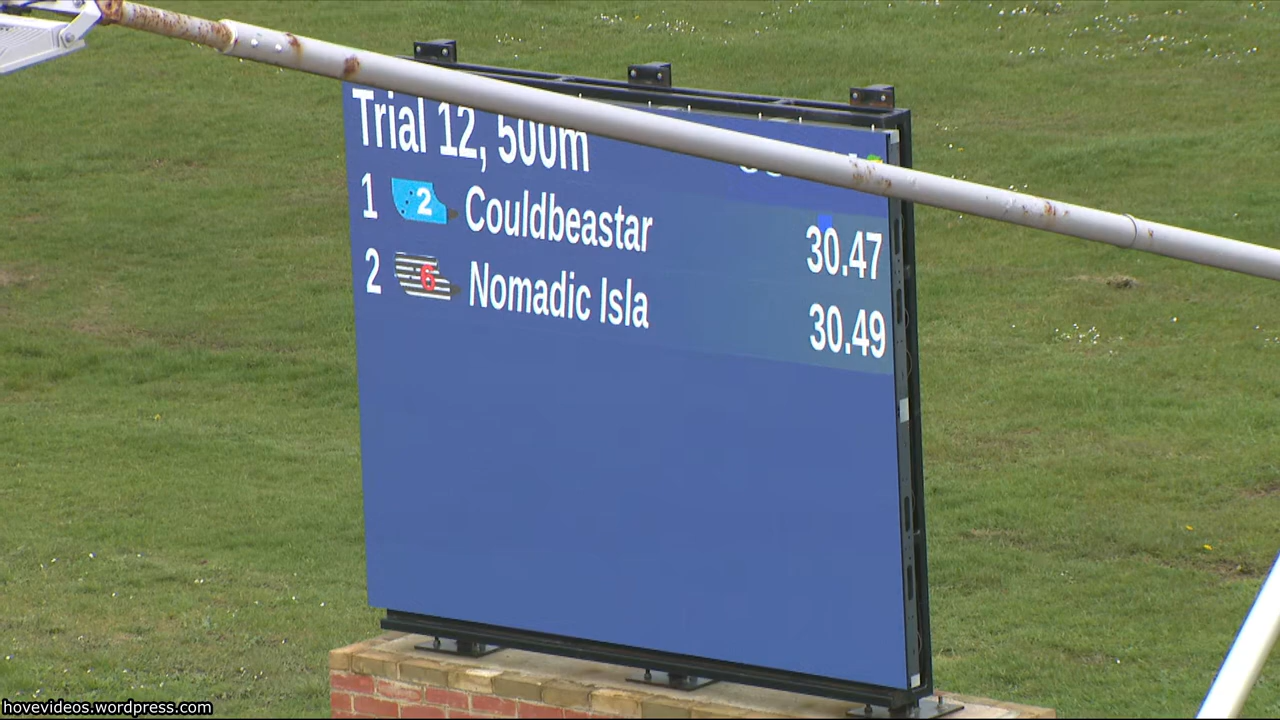 Trial 12, 500m
1 2 Couldbeastar 30.47
2 6 Nomadic Isla 30.49
hovevideos.wordpress.com